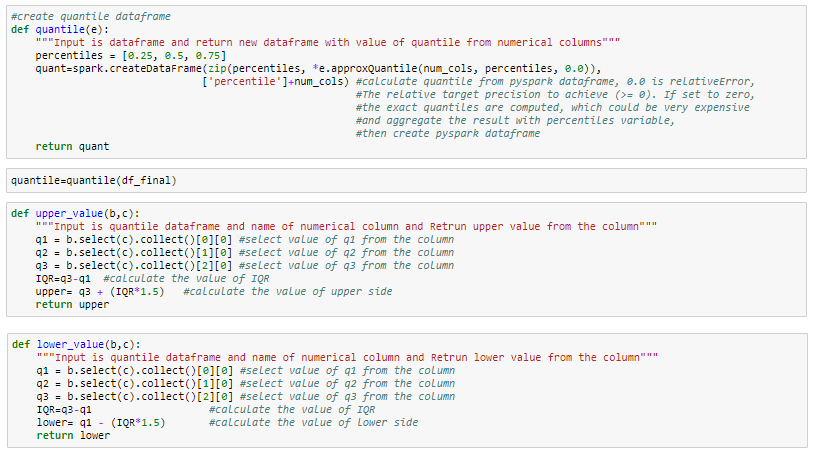 #create quantile dataframe
def quantile(e):
    """Input is dataframe and return new dataframe with value of quantile from numerical columns"""
    percentiles = [0.25, 0.5, 0.75]
    quant=spark.createDataFrame(zip(percentiles, *e.approxQuantile(num_cols, percentiles, 0.0)),
                                ['percentile']+num_cols) #calculate quantile from pyspark dataframe, 0.0 is relativeError,
                                                         #The relative target precision to achieve (>= 0). If set to zero,
                                                         #the exact quantiles are computed, which could be very expensive
                                                         #and aggregate the result with percentiles variable,
                                                         #then create pyspark dataframe
    return quant
quantile=quantile(df_final)
def upper_value(b,c):
    """Input is quantile dataframe and name of numerical column and Retrun upper value from the column"""
    q1 = b.select(c).collect()[0][0] #select value of q1 from the column
    q2 = b.select(c).collect()[1][0] #select value of q2 from the column
    q3 = b.select(c).collect()[2][0] #select value of q3 from the column
    IQR=q3-q1  #calculate the value of IQR
    upper= q3 + (IQR*1.5)   #calculate the value of upper side
    return upper
def lower_value(b,c):
    """Input is quantile dataframe and name of numerical column and Retrun lower value from the column"""
    q1 = b.select(c).collect()[0][0] #select value of q1 from the column
    q2 = b.select(c).collect()[1][0] #select value of q2 from the column
    q3 = b.select(c).collect()[2][0] #select value of q3 from the column
    IQR=q3-q1                 #calculate the value of IQR
    lower= q1 - (IQR*1.5)     #calculate the value of lower side
    return lower